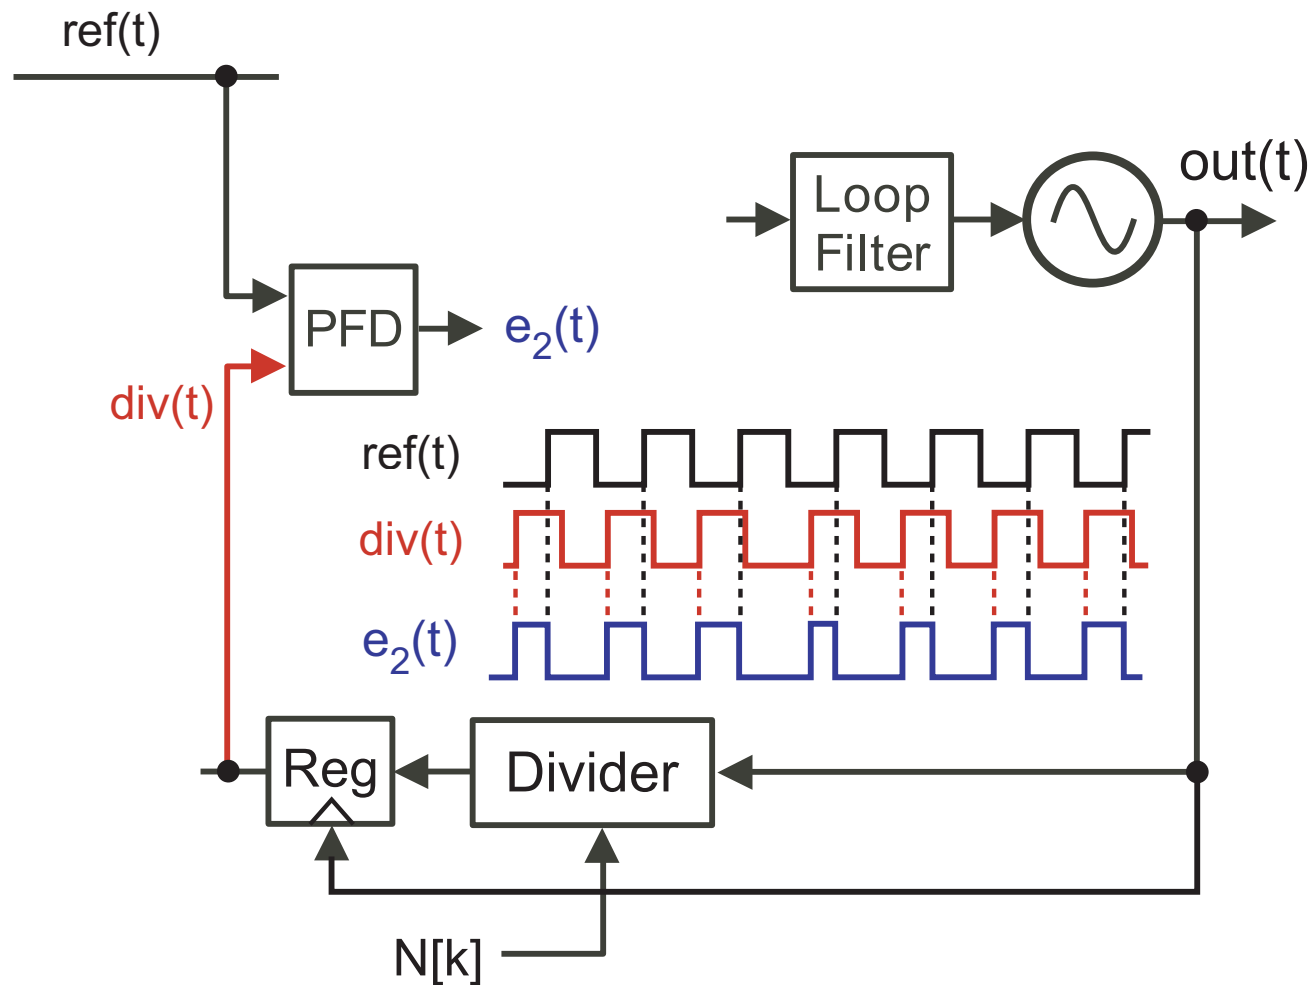 ref(t)
out(t)
Loop
Filter
PFD
e₂(t)
div(t)
ref(t)
div(t)
e₂(t)
Reg
Divider
N[k]